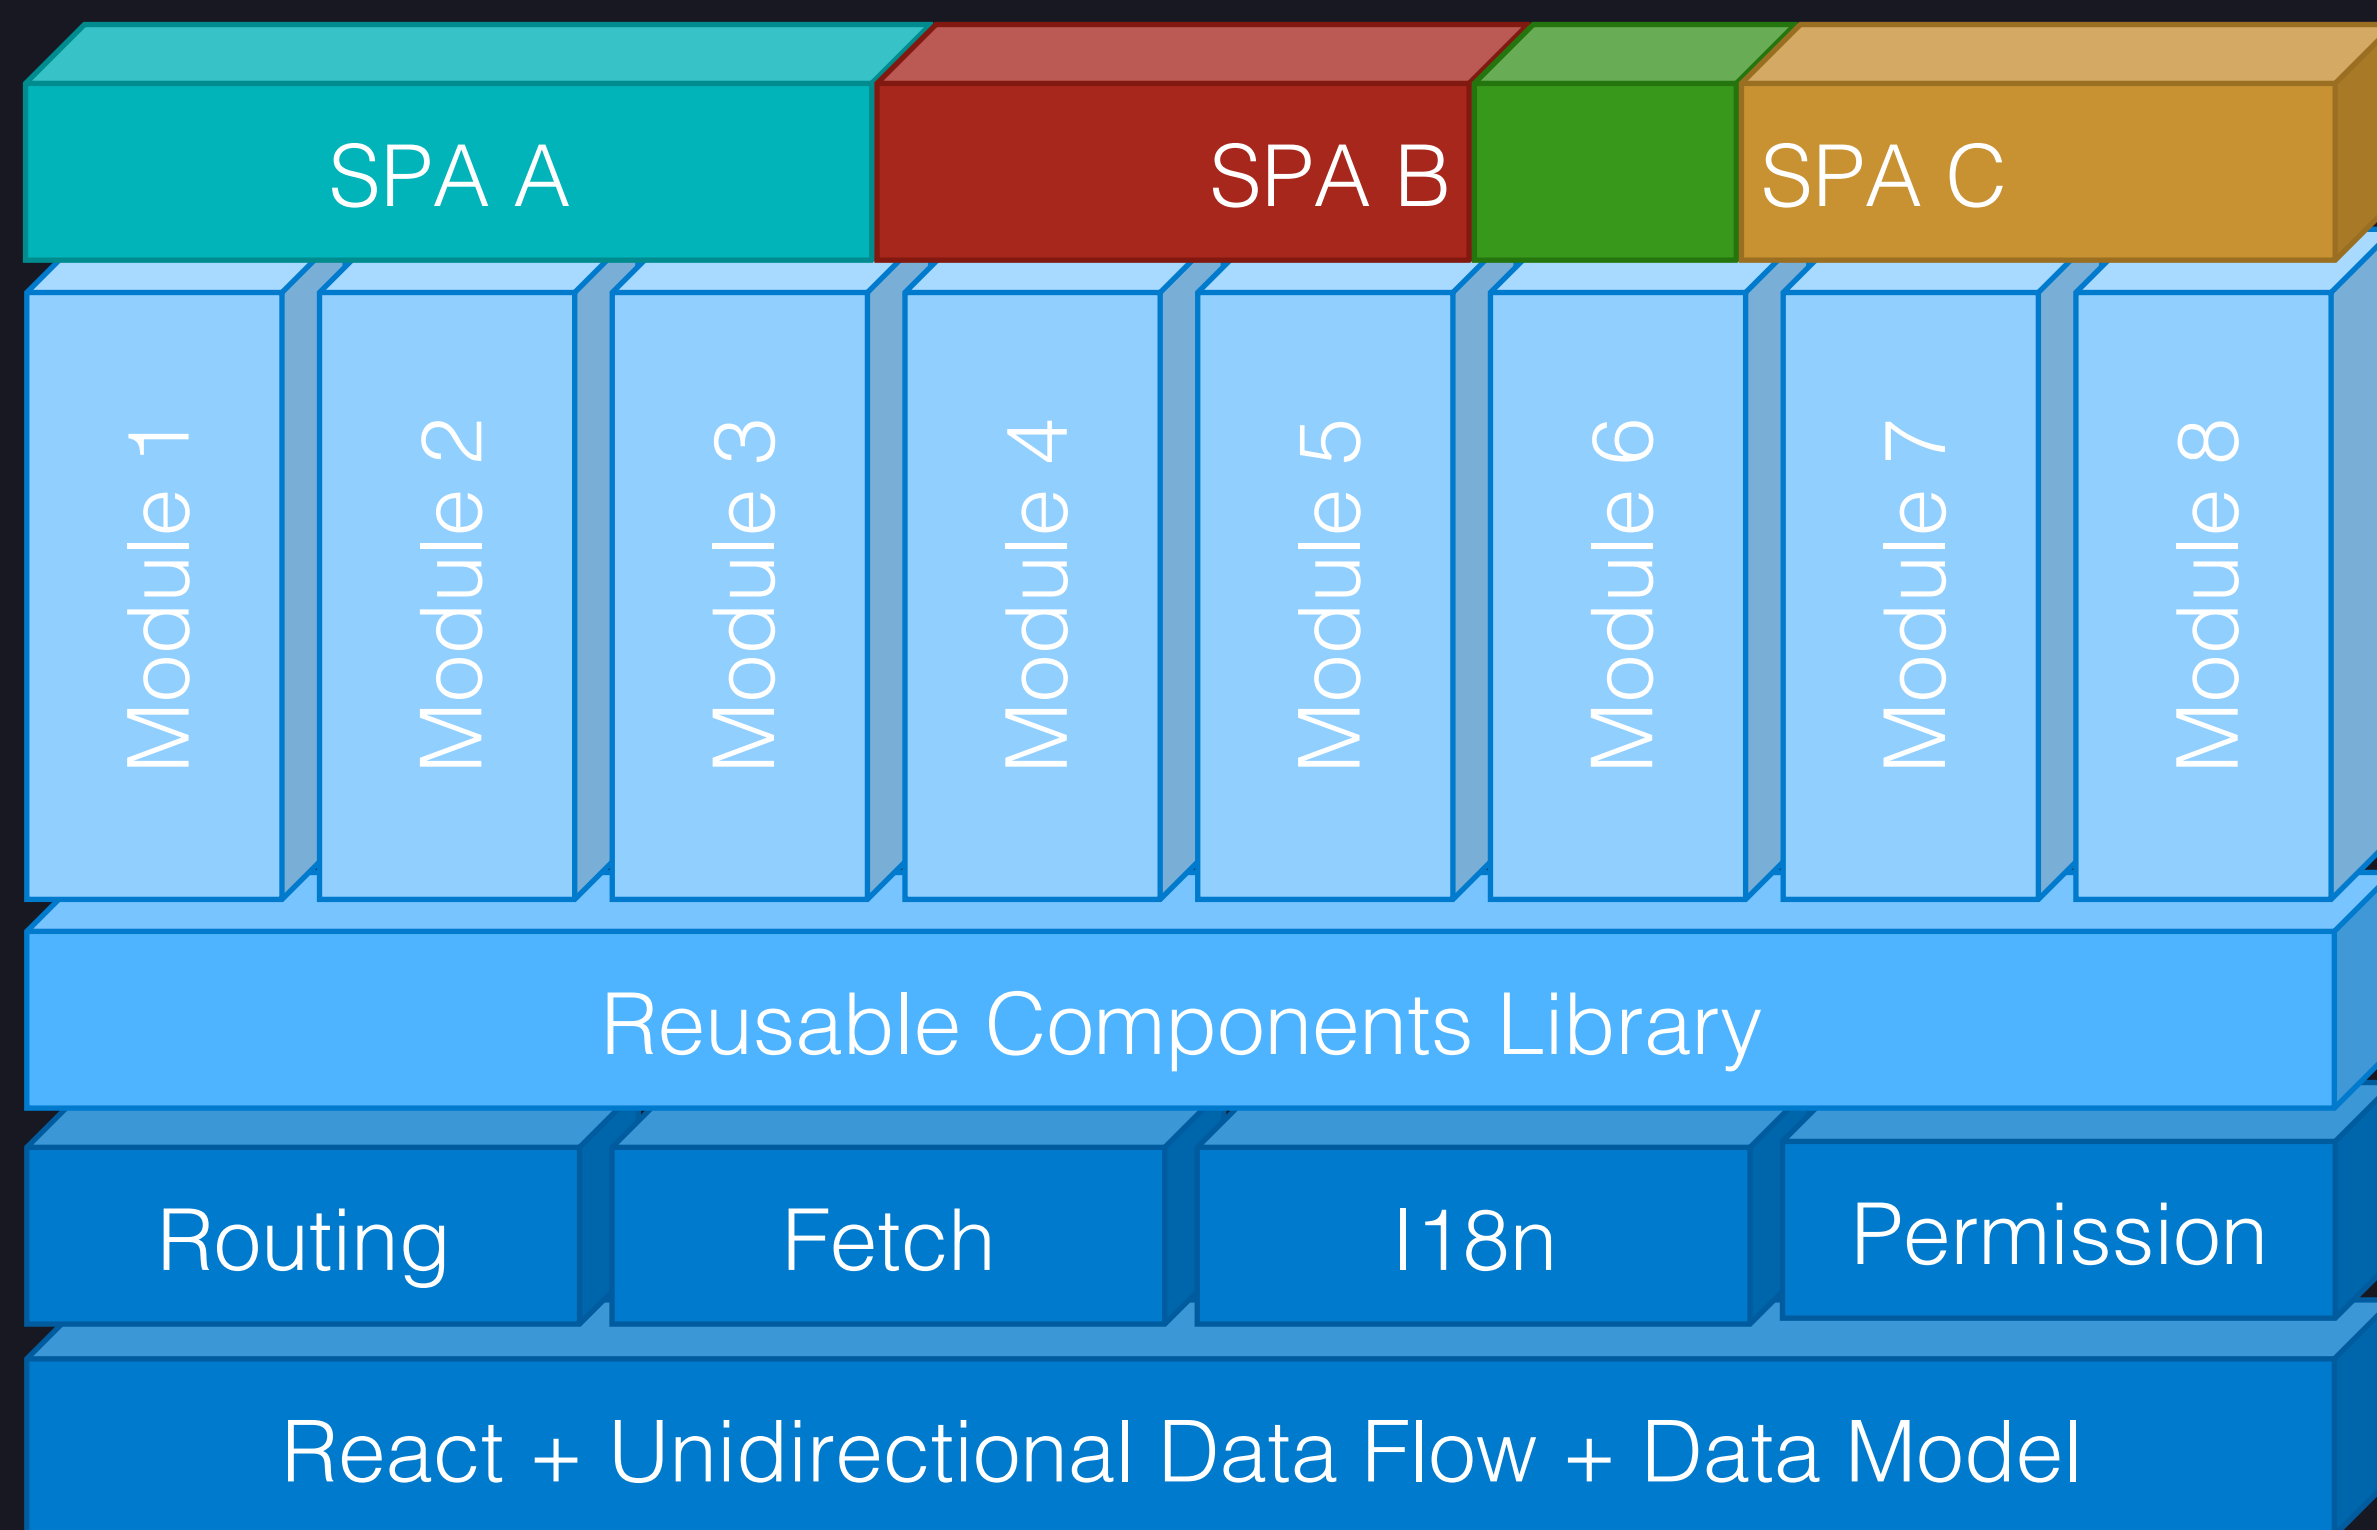 SPA A
SPA B
SPA C
Module 1
Module 2
Module 3
Module 4
Module 5
Module 6
Module 7
Module 8
Reusable Components Library
Routing
Fetch
I18n
Permission
React + Unidirectional Data Flow + Data Model